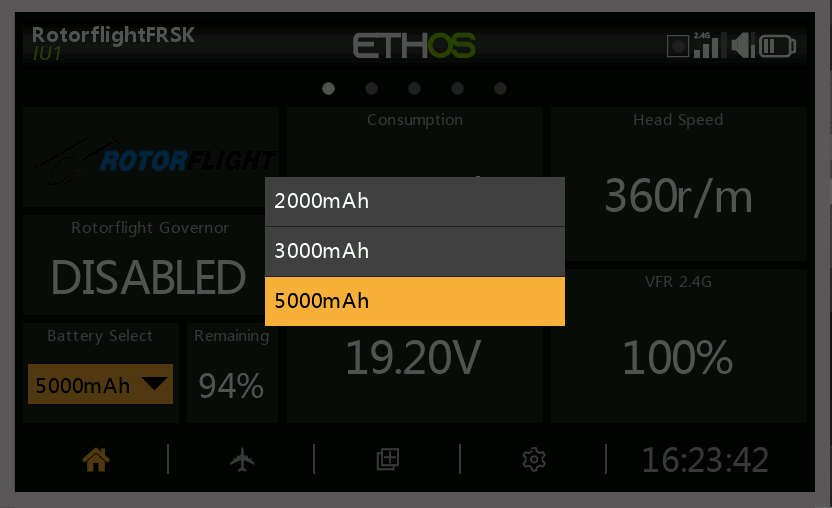 RotorflightFRSK
IU1
ETHOS
2.4G
Consumption
Head Speed
ROTORFLIGHT
360r/m
2000mAh
3000mAh
5000mAh
Rotorflight Governor
DISABLED
VFR 2.4G
Battery Select
Remaining
5000mAh
94%
19.20V
100%
16:23:42